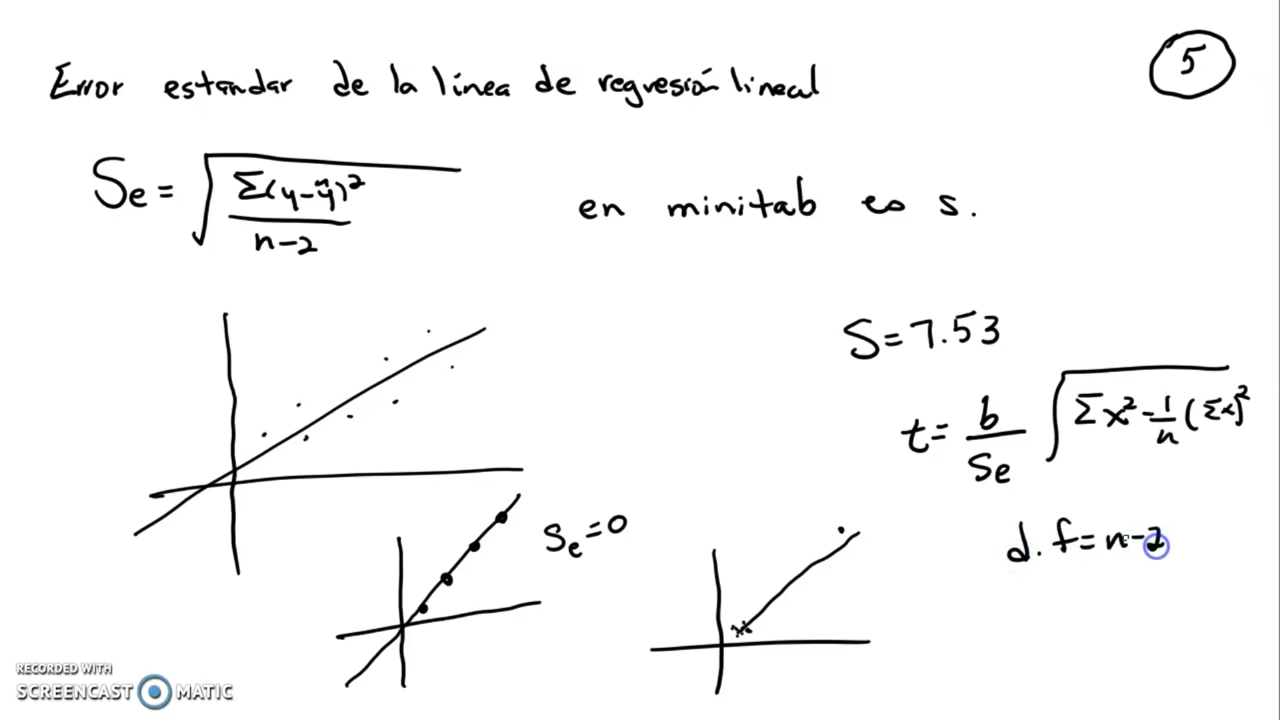 Error estándar de la línea de regresión lineal
5
Se = √(Σ(y-ŷ)²/(n-2))
en minitab es s.
S=7.53
t= b/Se √(Σx²-1/n(Σx)²)
Se=0
d.f=n-2
RECORDED WITH
SCREENCAST MATIC